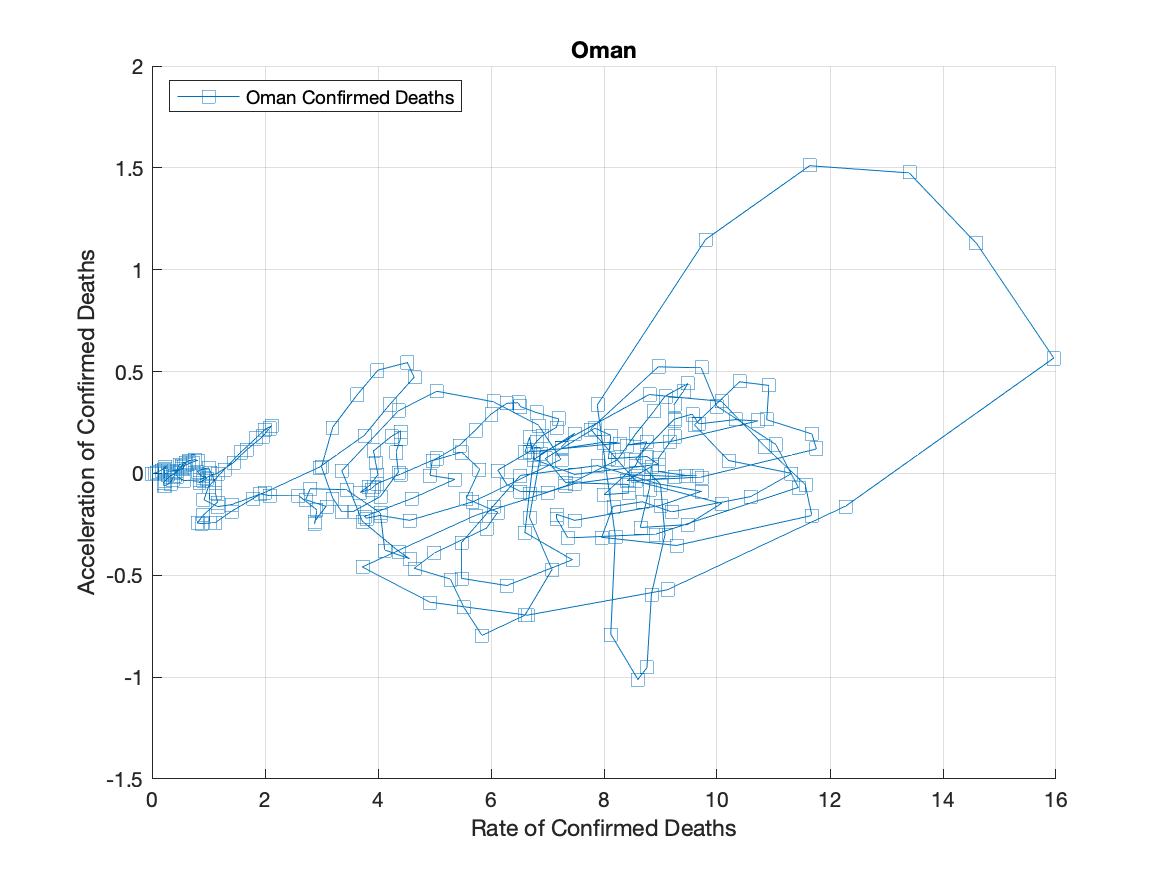 Oman
Oman Confirmed Deaths
2
1.5
1
0.5
0
-0.5
-1
-1.5
Acceleration of Confirmed Deaths
0 2 4 6 8 10 12 14 16
Rate of Confirmed Deaths